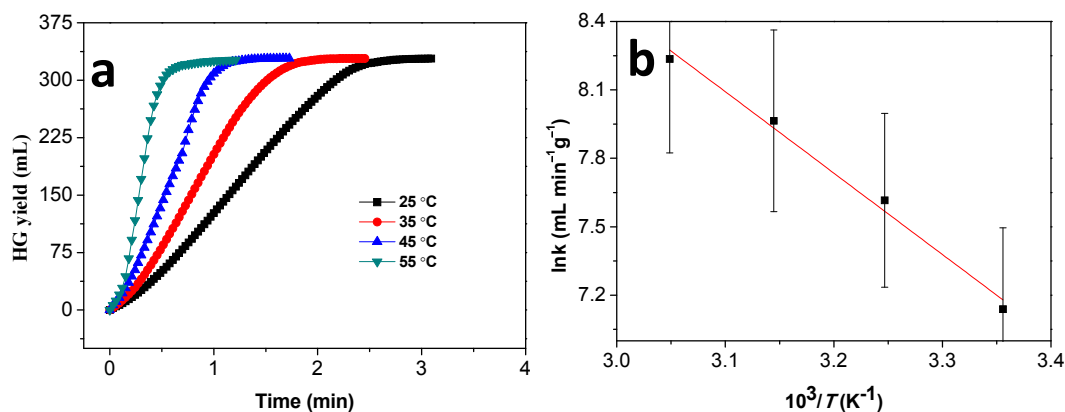 a
375
300
225
150
75
0
HG yield (mL)
25 °C
35 °C
45 °C
55 °C
0 1 2 3 4
Time (min)
b
8.4
8.1
7.8
7.5
7.2
lnk (mL min⁻¹g⁻¹)
3.0 3.1 3.2 3.3 3.4
10³/T(K⁻¹)